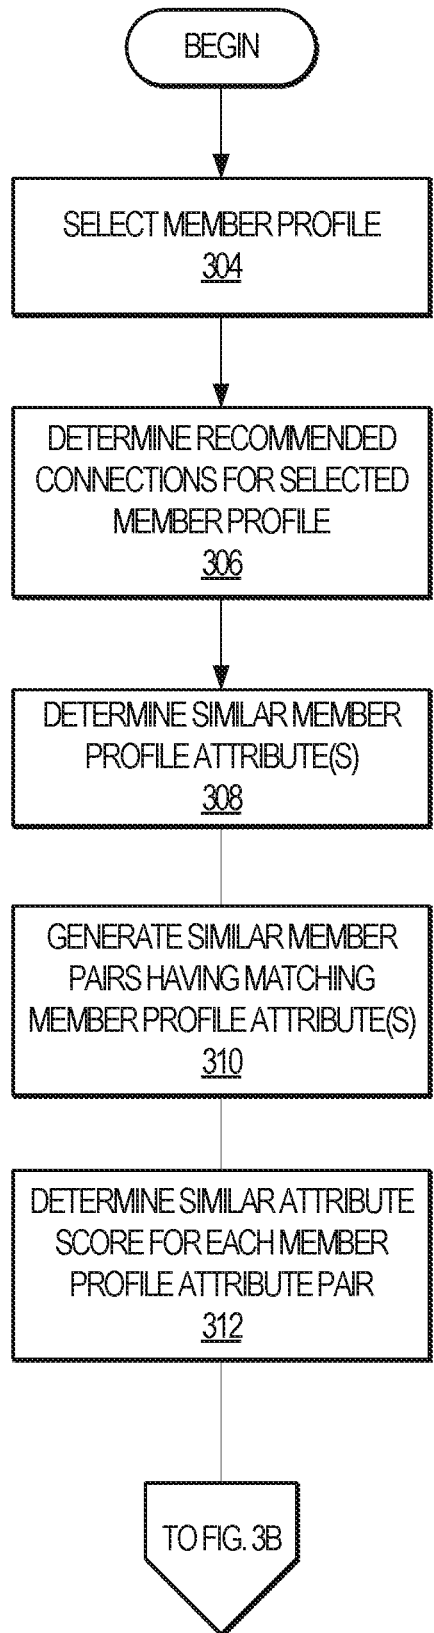 BEGIN
SELECT MEMBER PROFILE
304
DETERMINE RECOMMENDED
CONNECTIONS FOR SELECTED
MEMBER PROFILE
306
DETERMINE SIMILAR MEMBER
PROFILE ATTRIBUTE(S)
308
GENERATE SIMILAR MEMBER
PAIRS HAVING MATCHING
MEMBER PROFILE ATTRIBUTE(S)
310
DETERMINE SIMILAR ATTRIBUTE
SCORE FOR EACH MEMBER
PROFILE ATTRIBUTE PAIR
312
TO FIG. 3B